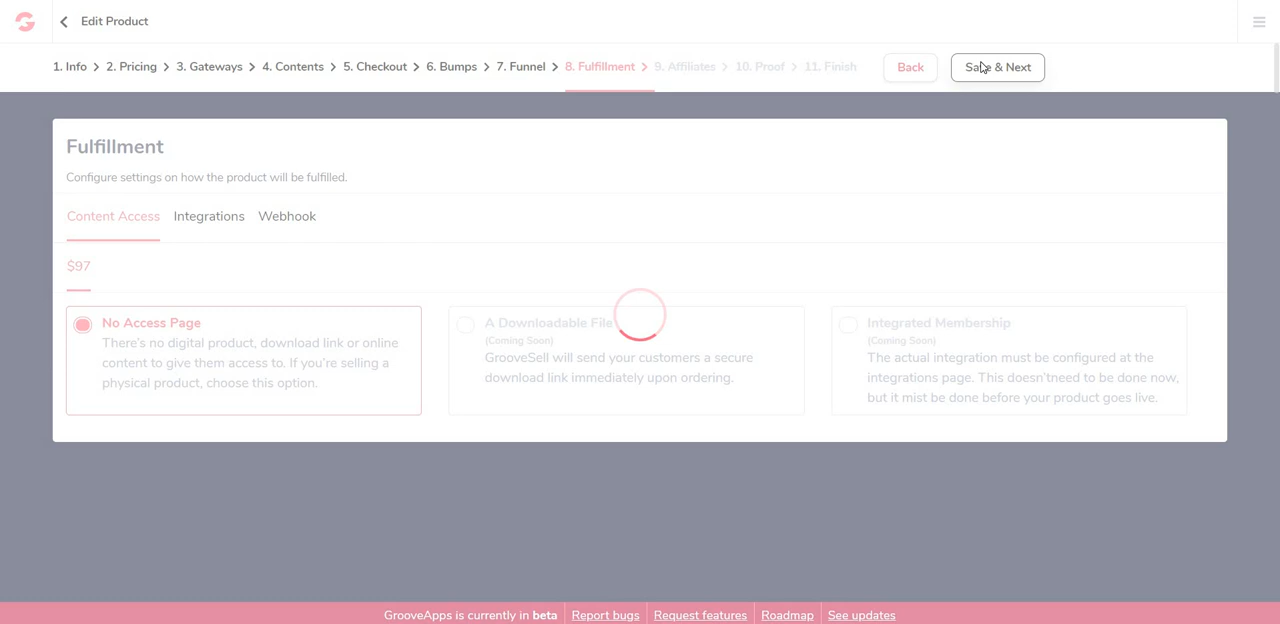 Edit Product
1. Info > 2. Pricing > 3. Gateways > 4. Contents > 5. Checkout > 6. Bumps > 7. Funnel > 8. Fulfillment > 9. Affiliates > 10. Proof > 11. Finish Back Save & Next
Fulfillment
Configure settings on how the product will be fulfilled.
Content Access Integrations Webhook
$97
No Access Page
There's no digital product, download link or online
content to give them access to. If you're selling a
physical product, choose this option.
A Downloadable File
(Coming Soon)
GrooveSell will send your customers a secure
download link immediately upon ordering.
Integrated Membership
(Coming Soon)
The actual integration must be configured at the
integrations page. This doesn'tneed to be done now,
but it mist be done before your product goes live.
GrooveApps is currently in beta Report bugs Request features Roadmap See updates